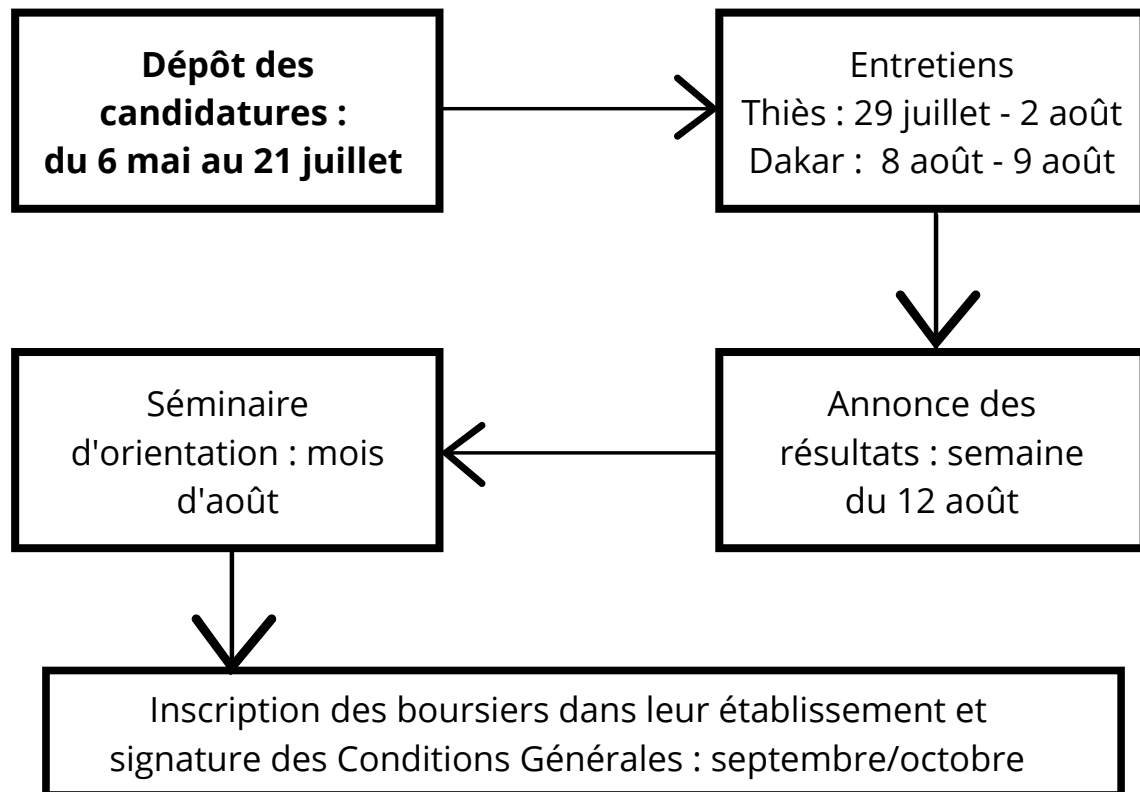 Dépôt des
candidatures :
du 6 mai au 21 juillet
Entretiens
Thiès : 29 juillet - 2 août
Dakar :  8 août - 9 août
Annonce des
résultats : semaine
du 12 août
Séminaire
d'orientation : mois
d'août
Inscription des boursiers dans leur établissement et
signature des Conditions Générales : septembre/octobre